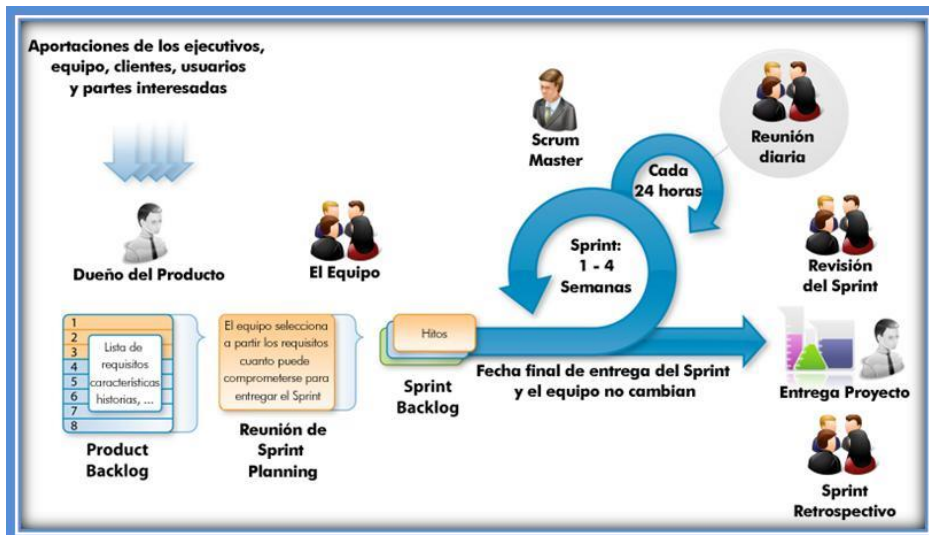 Aportaciones de los ejecutivos,
equipo, clientes, usuarios
y partes interesadas
Dueño del Producto
El Equipo
Scrum
Master
Cada
24 horas
Reunión
diaria
Sprint:
1 - 4
Semanas
Revisión
del Sprint
1
2
3
4
5
6
7
8
Lista de
requisitos
características
historias, ...
Product
Backlog
El equipo selecciona
a partir los requisitos
cuanto puede
comprometerse para
entregar el Sprint
Reunión de
Sprint
Planning
Hitos
Sprint
Backlog
Fecha final de entrega del Sprint
y el equipo no cambian
Entrega Proyecto
Sprint
Retrospectivo